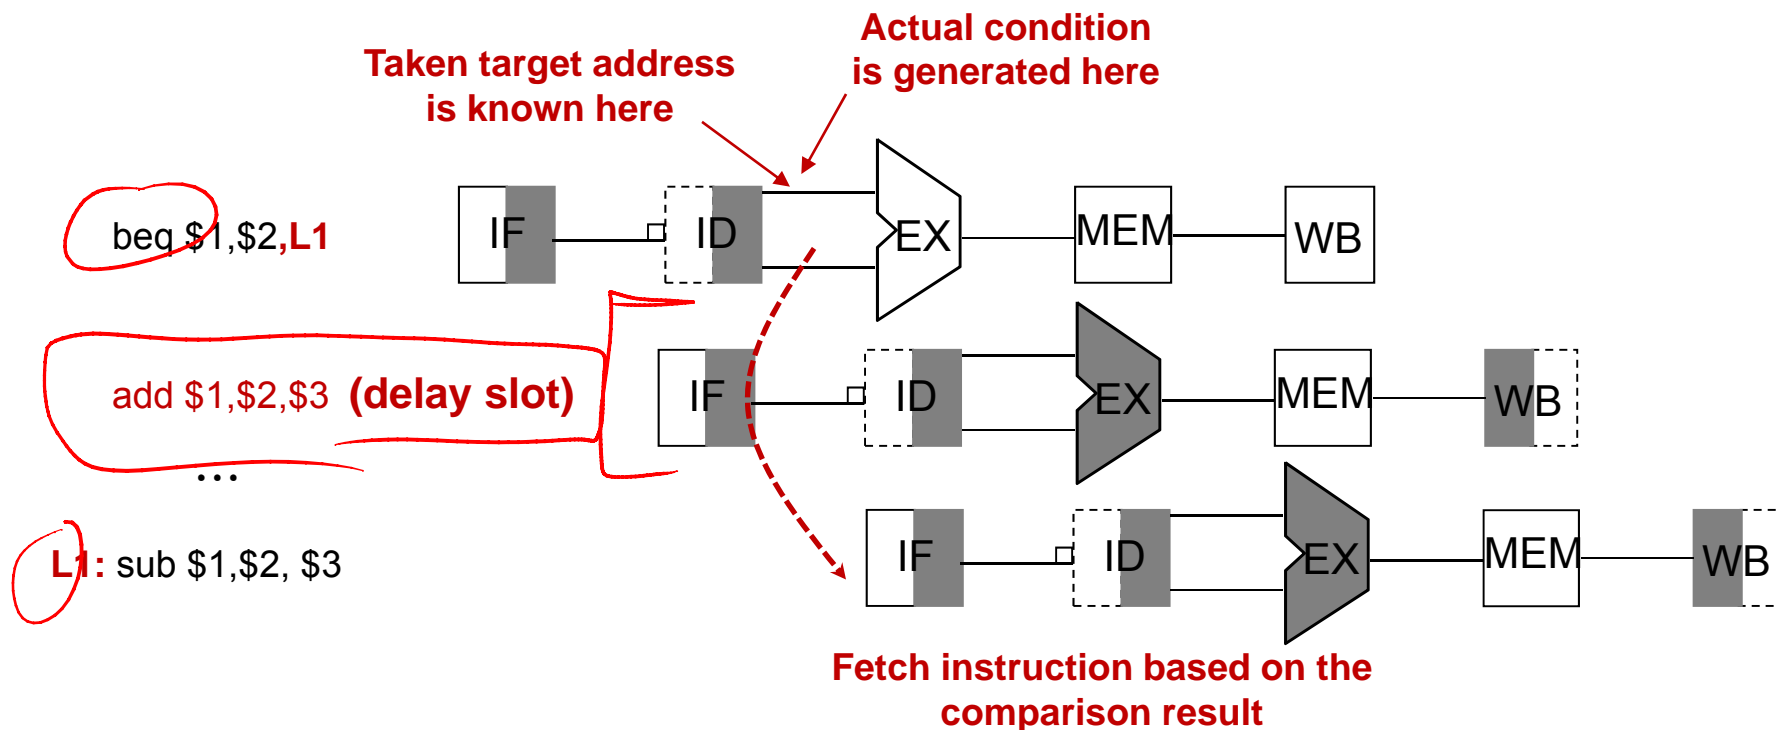 Actual condition
is generated here
Taken target address
is known here
beq $1,$2,L1
IF
ID
EX
MEM
WB
add $1,$2,$3 (delay slot)
IF
ID
EX
MEM
WB
...
L1: sub $1,$2, $3
IF
ID
EX
MEM
WB
Fetch instruction based on the
comparison result